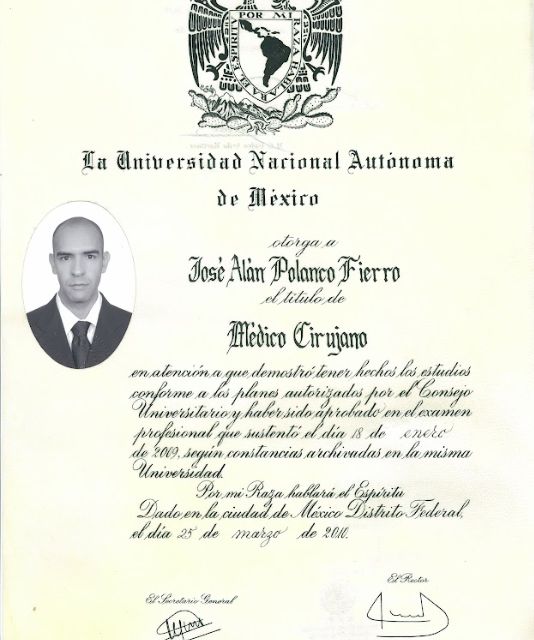 POR MI RAZA HABLARA EL ESPIRITU
La Universidad Nacional Autónoma
de México
otorga a
José Alán Polanco Fierro
el título de
Médico Cirujano
en atención a que demostró tener hechos los estudios
conforme a los planes autorizados por el Consejo
Universitario y haber sido aprobado en el examen
profesional que sustentó el día 18 de enero
de 2009, según constancias archivadas en la misma
Universidad.
Por mi Raza hablará el Espíritu
Dado en la ciudad de México Distrito Federal,
el día 25 de marzo de 2010.
El Secretario General
El Rector